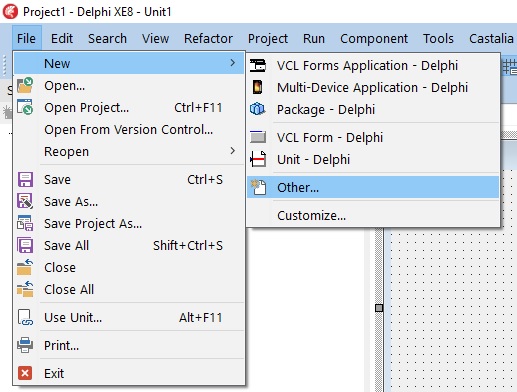 Project1 - Delphi XE8 - Unit1
File Edit Search View Refactor Project Run Component Tools Castalia
New
Open...
Open Project... Ctrl+F11
Open From Version Control...
Reopen
Save Ctrl+S
Save As...
Save Project As...
Save All Shift+Ctrl+S
Close
Close All
Use Unit... Alt+F11
Print...
Exit
VCL Forms Application - Delphi
Multi-Device Application - Delphi
Package - Delphi
VCL Form - Delphi
Unit - Delphi
Other...
Customize...